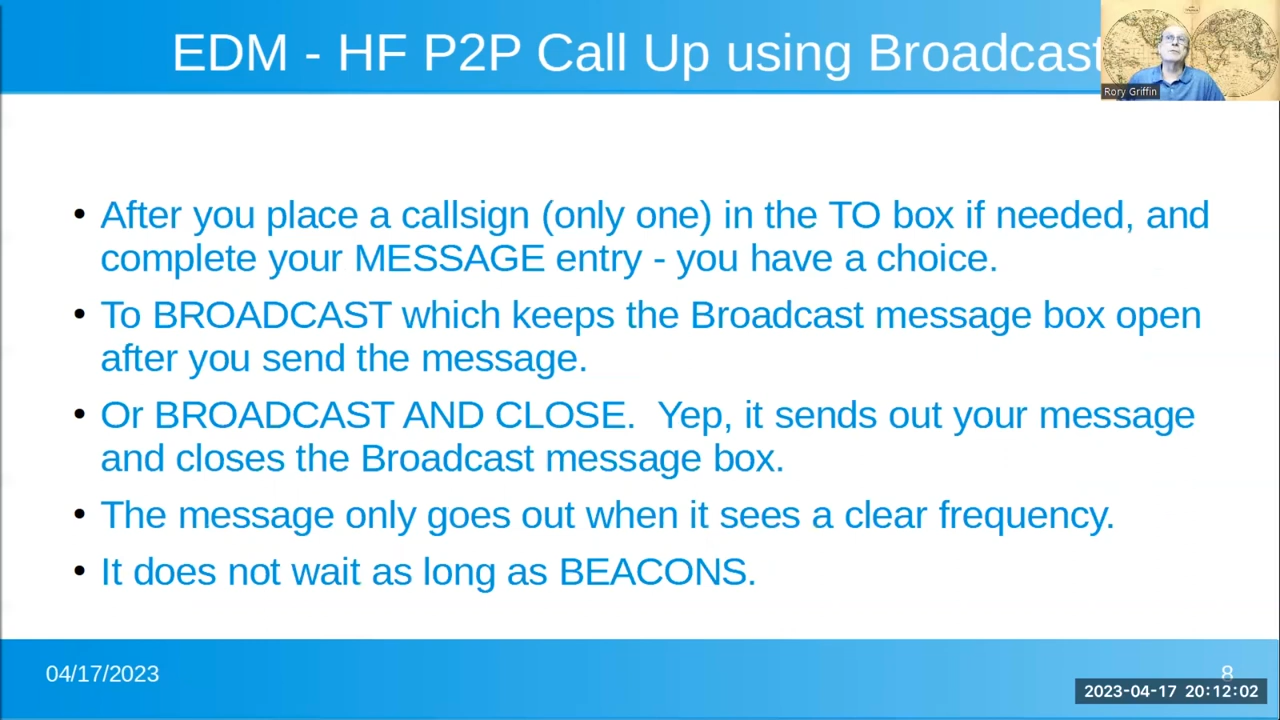 EDM - HF P2P Call Up using Broadcast
Rory Griffin
• After you place a callsign (only one) in the TO box if needed, and
complete your MESSAGE entry - you have a choice.
• To BROADCAST which keeps the Broadcast message box open
after you send the message.
• Or BROADCAST AND CLOSE.  Yep, it sends out your message
and closes the Broadcast message box.
• The message only goes out when it sees a clear frequency.
• It does not wait as long as BEACONS.
04/17/2023
8
2023-04-17 20:12:02